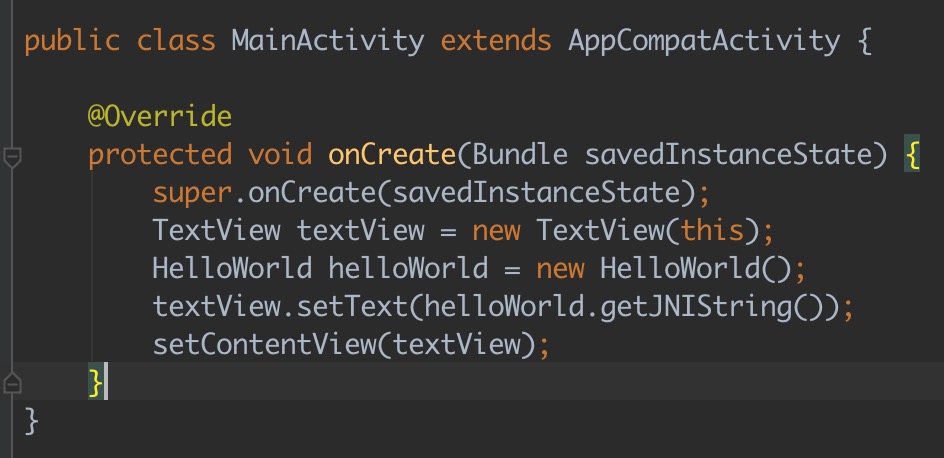 public class MainActivity extends AppCompatActivity {
@Override
protected void onCreate(Bundle savedInstanceState) {
super.onCreate(savedInstanceState);
TextView textView = new TextView(this);
HelloWorld helloWorld = new HelloWorld();
textView.setText(helloWorld.getJNIString());
setContentView(textView);
}
}